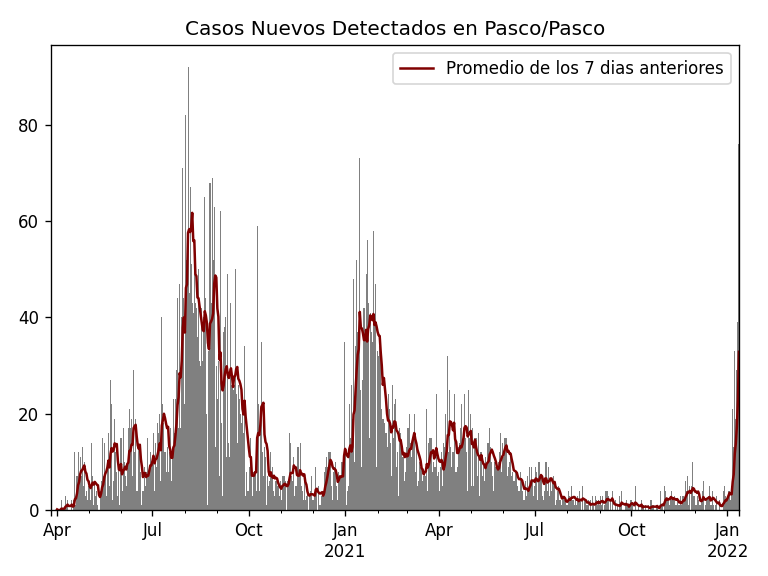 Casos Nuevos Detectados en Pasco/Pasco
Promedio de los 7 dias anteriores
80
60
40
20
0
Apr Jul Oct Jan Apr Jul Oct Jan
2021 2022